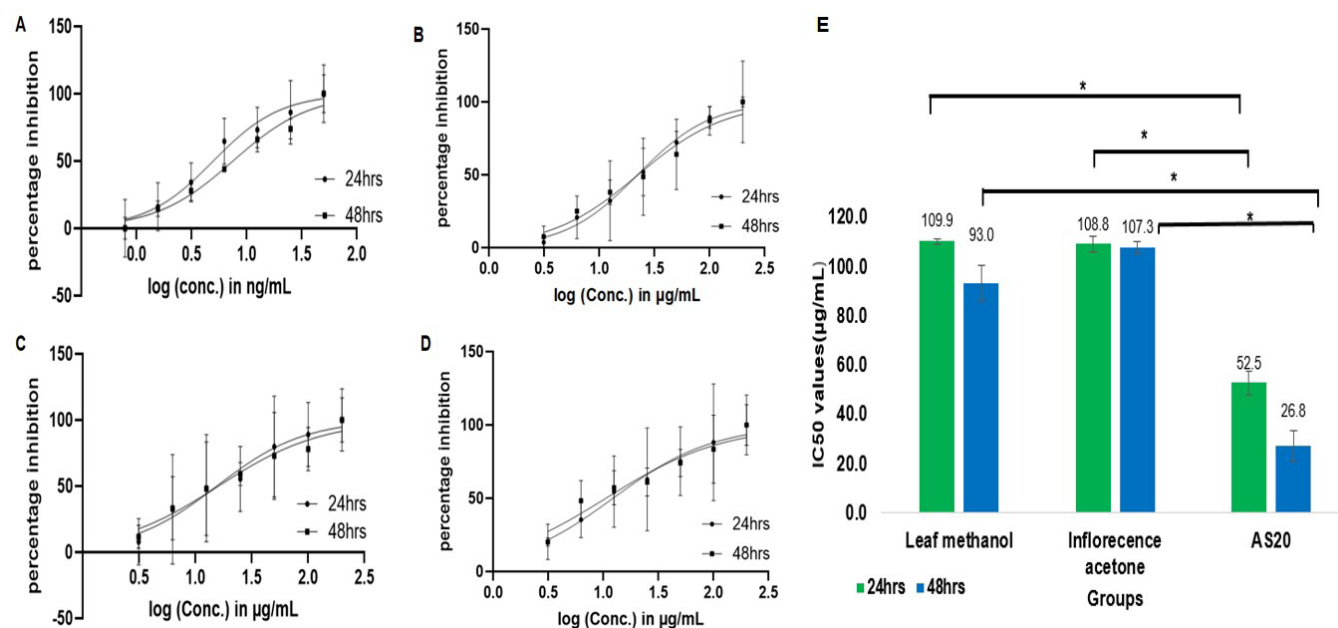 A
150
100
50
0
-50
percentage inhibition
0.0
0.5
1.0
1.5
2.0
24hrs
48hrs
log (conc.) in ng/mL
B
150
100
50
0
percentage inhibition
0.0
0.5
1.0
1.5
2.0
2.5
24hrs
48hrs
log (Conc.) in µg/mL
C
150
100
50
0
-50
percentage inhibition
0.5
1.0
1.5
2.0
2.5
24hrs
48hrs
log (Conc.) in µg/mL
D
150
100
50
0
percentage inhibition
0.0
0.5
1.0
1.5
2.0
2.5
24hrs
48hrs
log (Conc.) in µg/mL
E
*
*
*
*
120.0
100.0
80.0
60.0
40.0
20.0
0.0
IC50 values(µg/mL)
109.9
93.0
108.8
107.3
52.5
26.8
Leaf methanol
Inflorecence
acetone
AS20
Groups
24hrs
48hrs